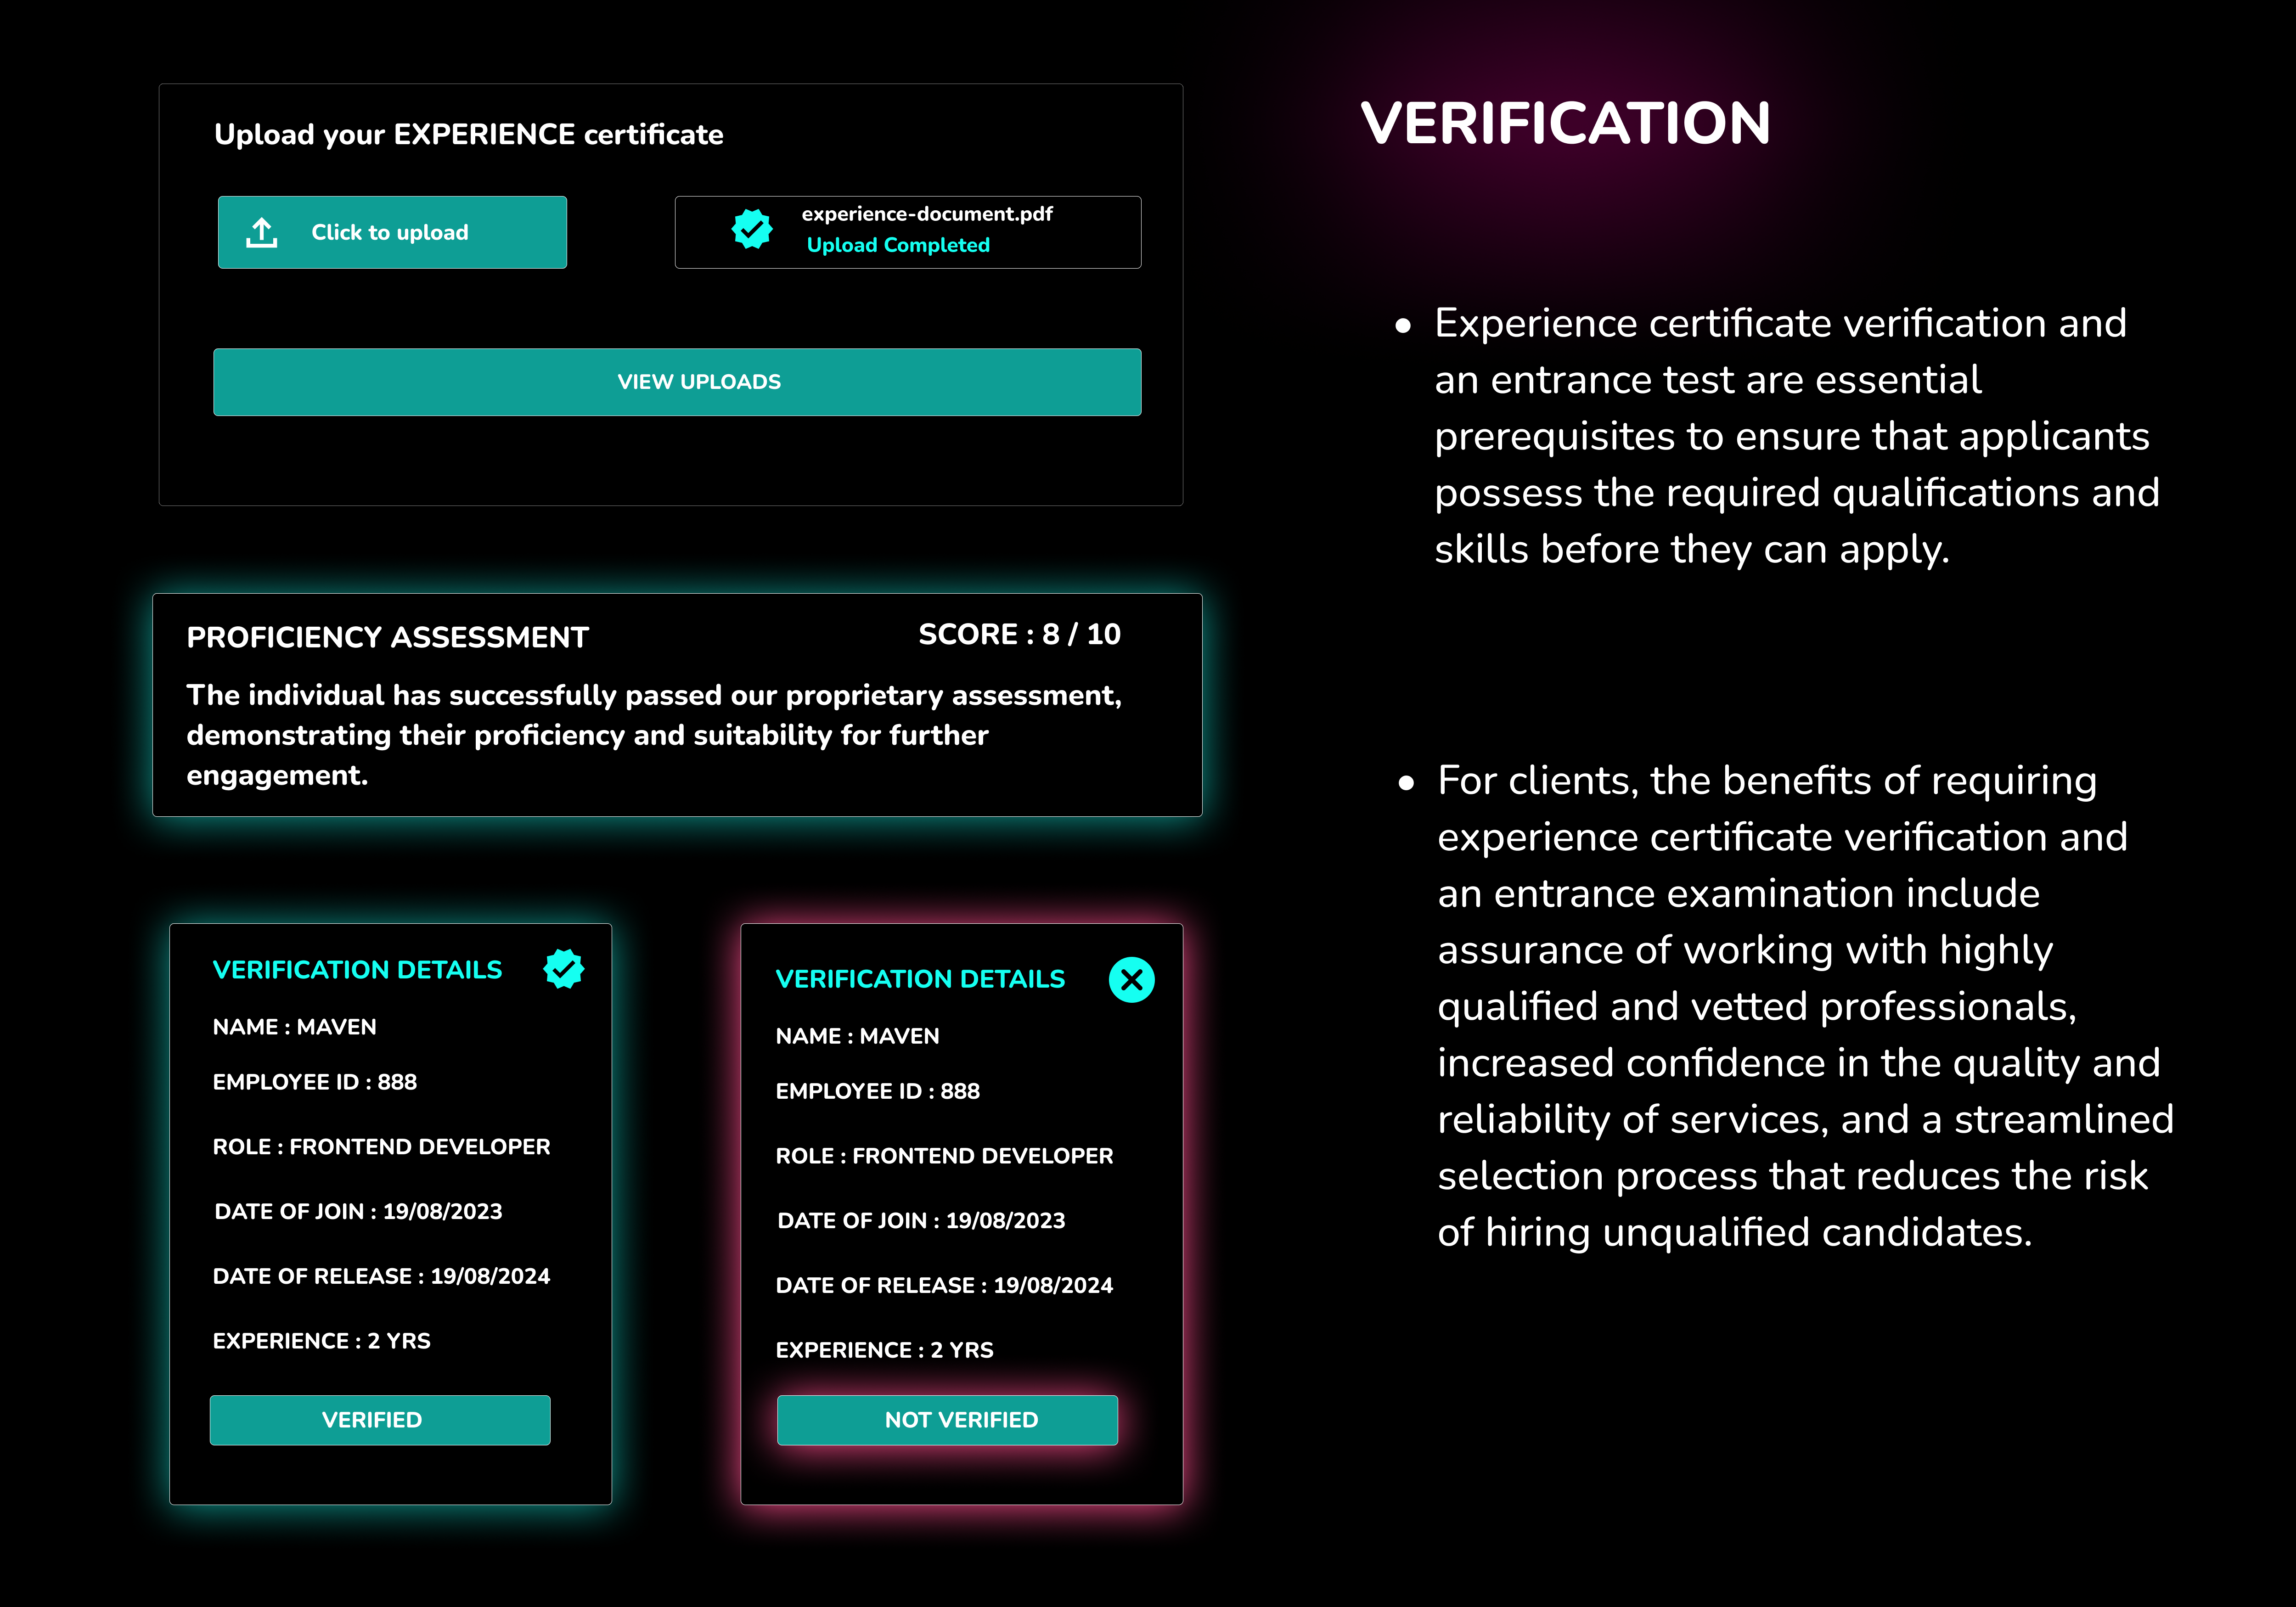 Upload your EXPERIENCE certificate
Click to upload
experience-document.pdf
Upload Completed
VIEW UPLOADS
PROFICIENCY ASSESSMENT
SCORE : 8 / 10
The individual has successfully passed our proprietary assessment,
demonstrating their proficiency and suitability for further
engagement.
VERIFICATION DETAILS
NAME : MAVEN
EMPLOYEE ID : 888
ROLE : FRONTEND DEVELOPER
DATE OF JOIN : 19/08/2023
DATE OF RELEASE : 19/08/2024
EXPERIENCE : 2 YRS
VERIFIED
VERIFICATION DETAILS
NAME : MAVEN
EMPLOYEE ID : 888
ROLE : FRONTEND DEVELOPER
DATE OF JOIN : 19/08/2023
DATE OF RELEASE : 19/08/2024
EXPERIENCE : 2 YRS
NOT VERIFIED
VERIFICATION
• Experience certificate verification and
an entrance test are essential
prerequisites to ensure that applicants
possess the required qualifications and
skills before they can apply.
• For clients, the benefits of requiring
experience certificate verification and
an entrance examination include
assurance of working with highly
qualified and vetted professionals,
increased confidence in the quality and
reliability of services, and a streamlined
selection process that reduces the risk
of hiring unqualified candidates.